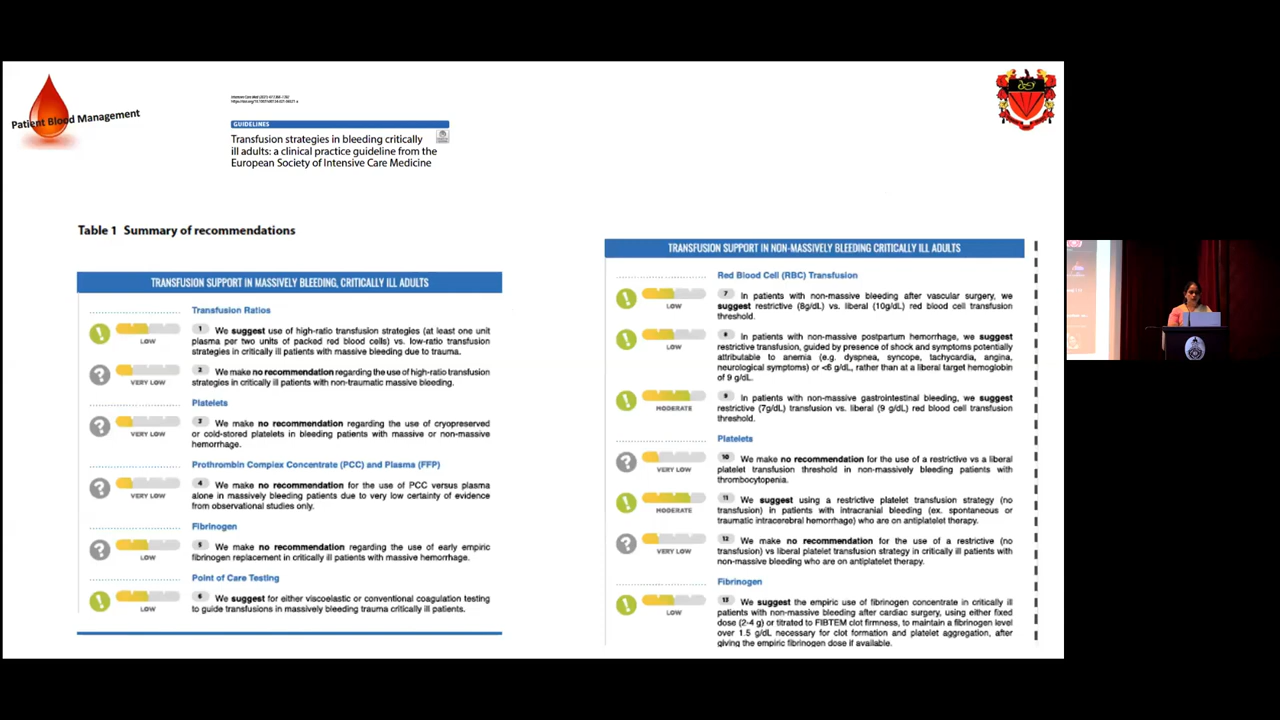 Patient Blood Management
GUIDELINES
Transfusion strategies in bleeding critically
ill adults: a clinical practice guideline from the
European Society of Intensive Care Medicine
Table 1 Summary of recommendations
TRANSFUSION SUPPORT IN MASSIVELY BLEEDING, CRITICALLY ILL ADULTS
Transfusion Ratios
LOW
1 We suggest use of high-ratio transfusion strategies (at least one unit
plasma per two units of packed red blood cells) vs. low-ratio transfusion
strategies in critically ill patients with massive bleeding due to trauma.
VERY LOW
2 We make no recommendation regarding the use of high-ratio transfusion
strategies in critically ill patients with non-traumatic massive bleeding.
Platelets
VERY LOW
3 We make no recommendation regarding the use of cryopreserved
or cold-stored platelets in bleeding patients with massive or non-massive
hemorrhage.
Prothrombin Complex Concentrate (PCC) and Plasma (FFP)
VERY LOW
4 We make no recommendation for the use of PCC versus plasma
alone in massively bleeding patients due to very low certainty of evidence
from observational studies only.
Fibrinogen
LOW
5 We make no recommendation regarding the use of early empiric
fibrinogen replacement in critically ill patients with massive hemorrhage.
Point of Care Testing
LOW
6 We suggest for either viscoelastic or conventional coagulation testing
to guide transfusions in massively bleeding trauma critically ill patients.
TRANSFUSION SUPPORT IN NON-MASSIVELY BLEEDING CRITICALLY ILL ADULTS
Red Blood Cell (RBC) Transfusion
LOW
7 In patients with non-massive bleeding after vascular surgery, we
suggest restrictive (8g/dL) vs. liberal (10g/dL) red blood cell transfusion
threshold.
LOW
8 In patients with non-massive postpartum hemorrhage, we suggest
restrictive transfusion, guided by presence of shock and symptoms potentially
attributable to anemia (e.g. dyspnea, syncope, tachycardia, angina,
neurological symptoms) or <6 g/dL, rather than at a liberal target hemoglobin
of 9 g/dL.
MODERATE
9 In patients with non-massive gastrointestinal bleeding, we suggest
restrictive (7g/dL) transfusion vs. liberal (9 g/dL) red blood cell transfusion
threshold.
Platelets
VERY LOW
10 We make no recommendation for the use of a restrictive vs a liberal
platelet transfusion threshold in non-massively bleeding patients with
thrombocytopenia.
MODERATE
11 We suggest using a restrictive platelet transfusion strategy (no
transfusion) in patients with intracranial bleeding (ex. spontaneous or
traumatic intracerebral hemorrhage) who are on antiplatelet therapy.
VERY LOW
12 We make no recommendation for the use of a restrictive (no
transfusion) vs liberal platelet transfusion strategy in critically ill patients with
non-massive bleeding who are on antiplatelet therapy.
Fibrinogen
LOW
13 We suggest the empiric use of fibrinogen concentrate in critically ill
patients with non-massive bleeding after cardiac surgery, using either fixed
dose (2-4 g) or titrated to FIBTEM clot firmness, to maintain a fibrinogen level
over 1.5 g/dL necessary for clot formation and platelet aggregation, after
giving the empiric fibrinogen dose if available.